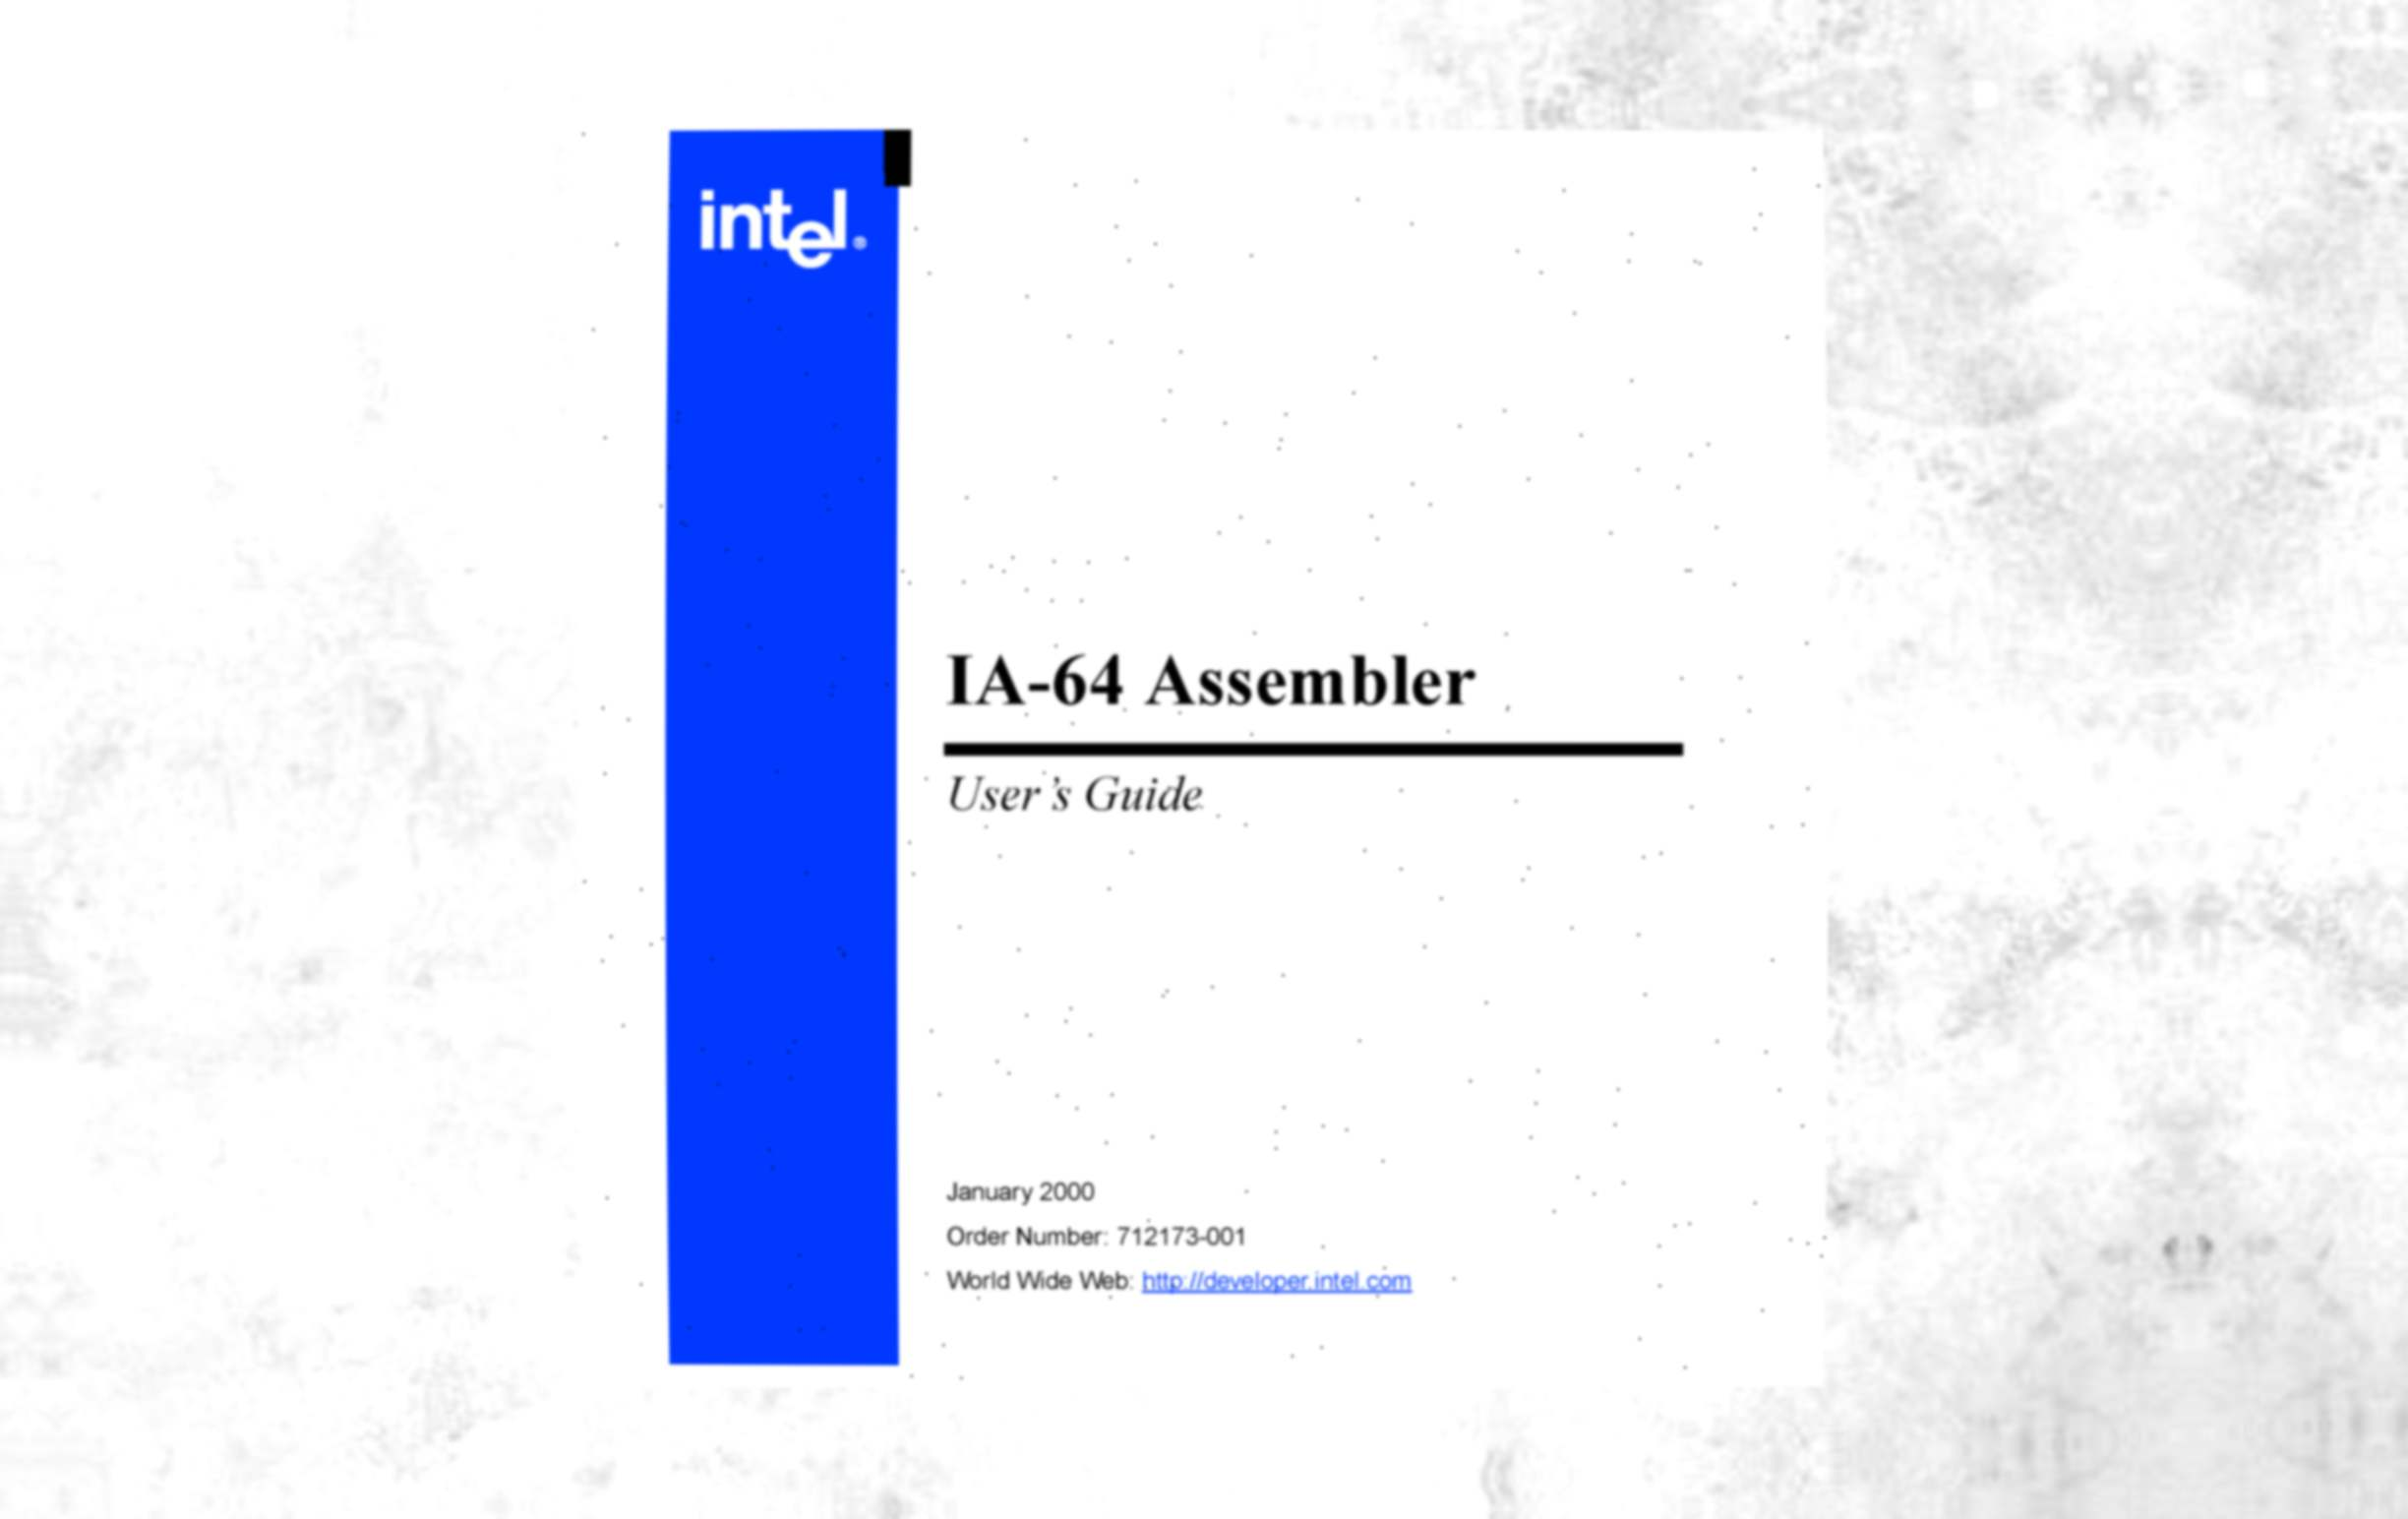 intel®
IA-64 Assembler
User's Guide
January 2000
Order Number: 712173-001
World Wide Web: http://developer.intel.com